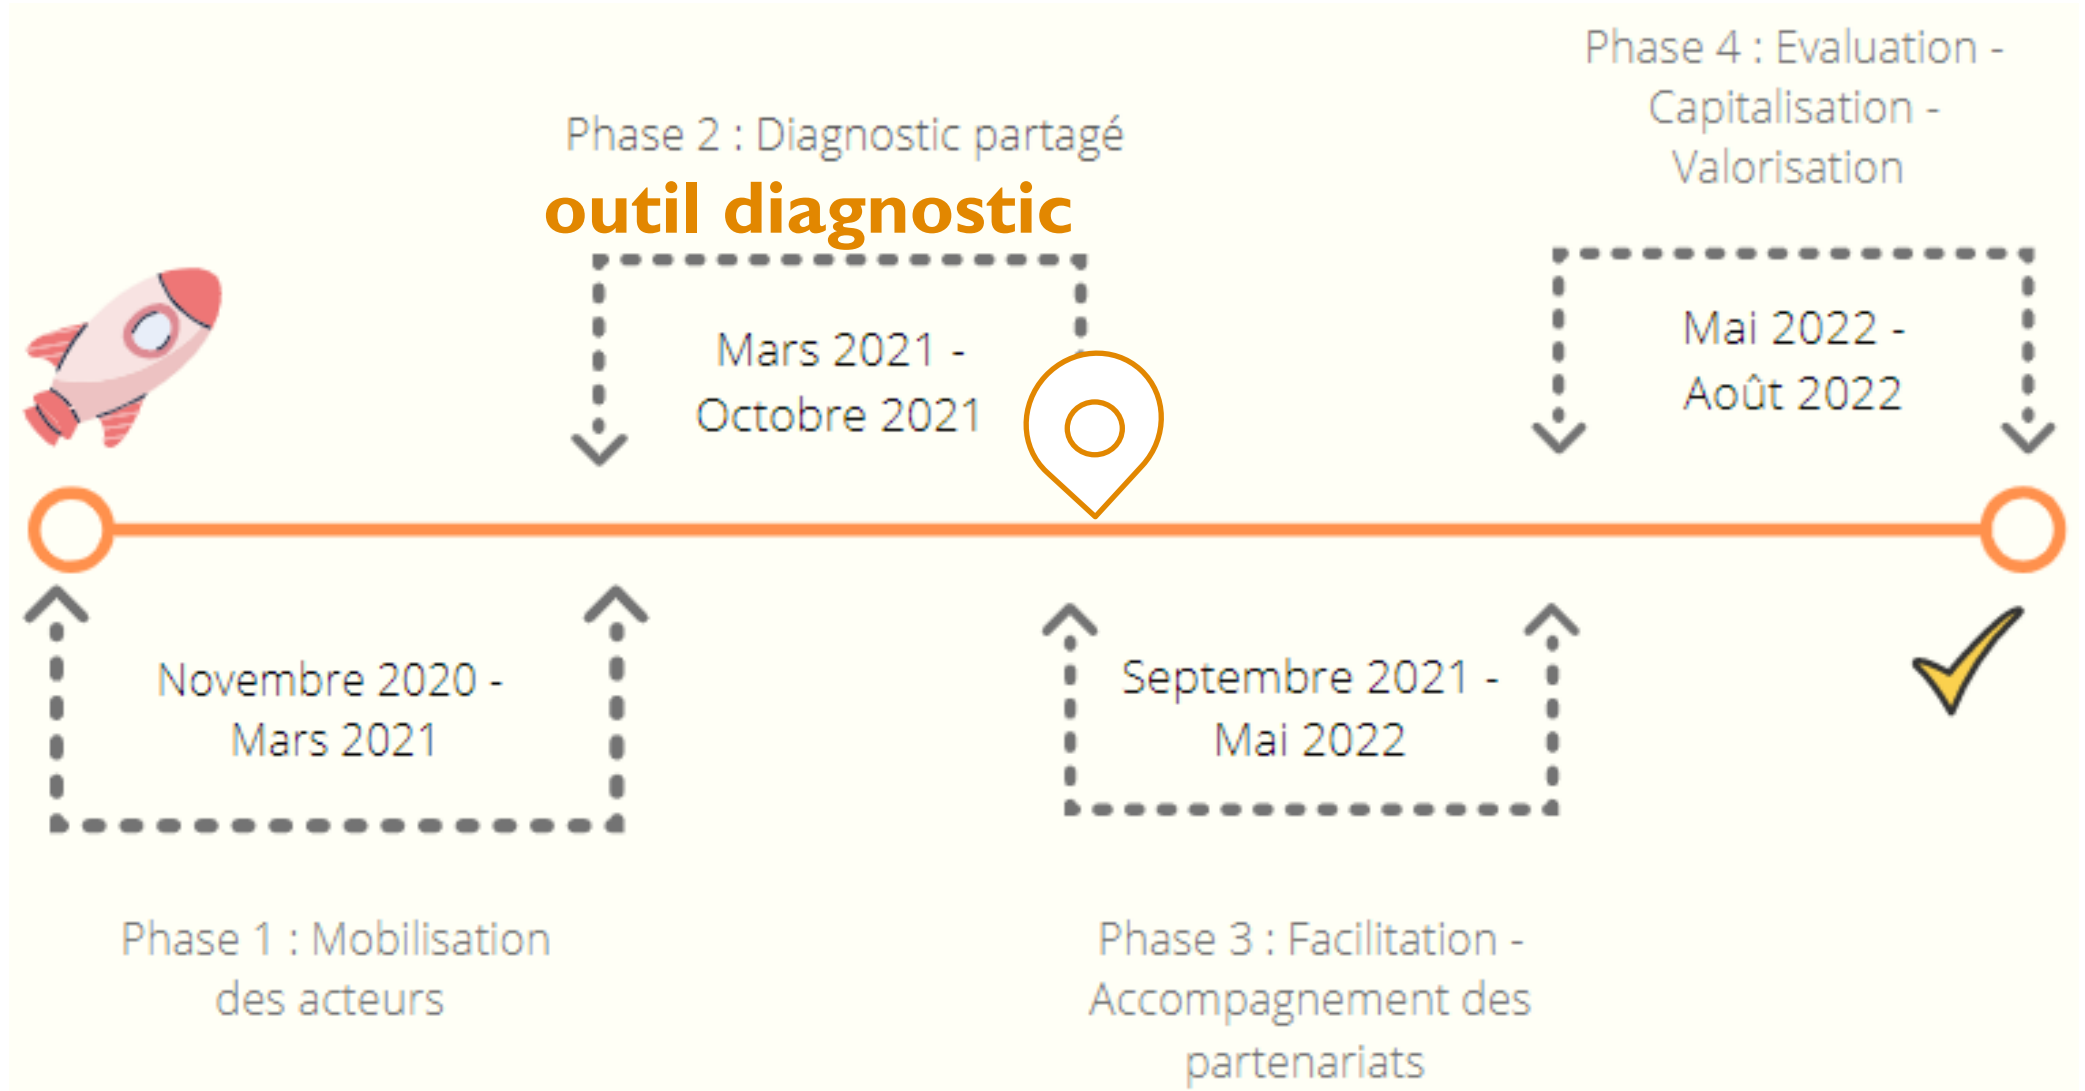 Phase 4 : Evaluation -
Capitalisation -
Valorisation
Phase 2 : Diagnostic partagé
outil diagnostic
Mars 2021 -
Octobre 2021
Mai 2022 -
Août 2022
Novembre 2020 -
Mars 2021
Septembre 2021 -
Mai 2022
Phase 1 : Mobilisation
des acteurs
Phase 3 : Facilitation -
Accompagnement des
partenariats